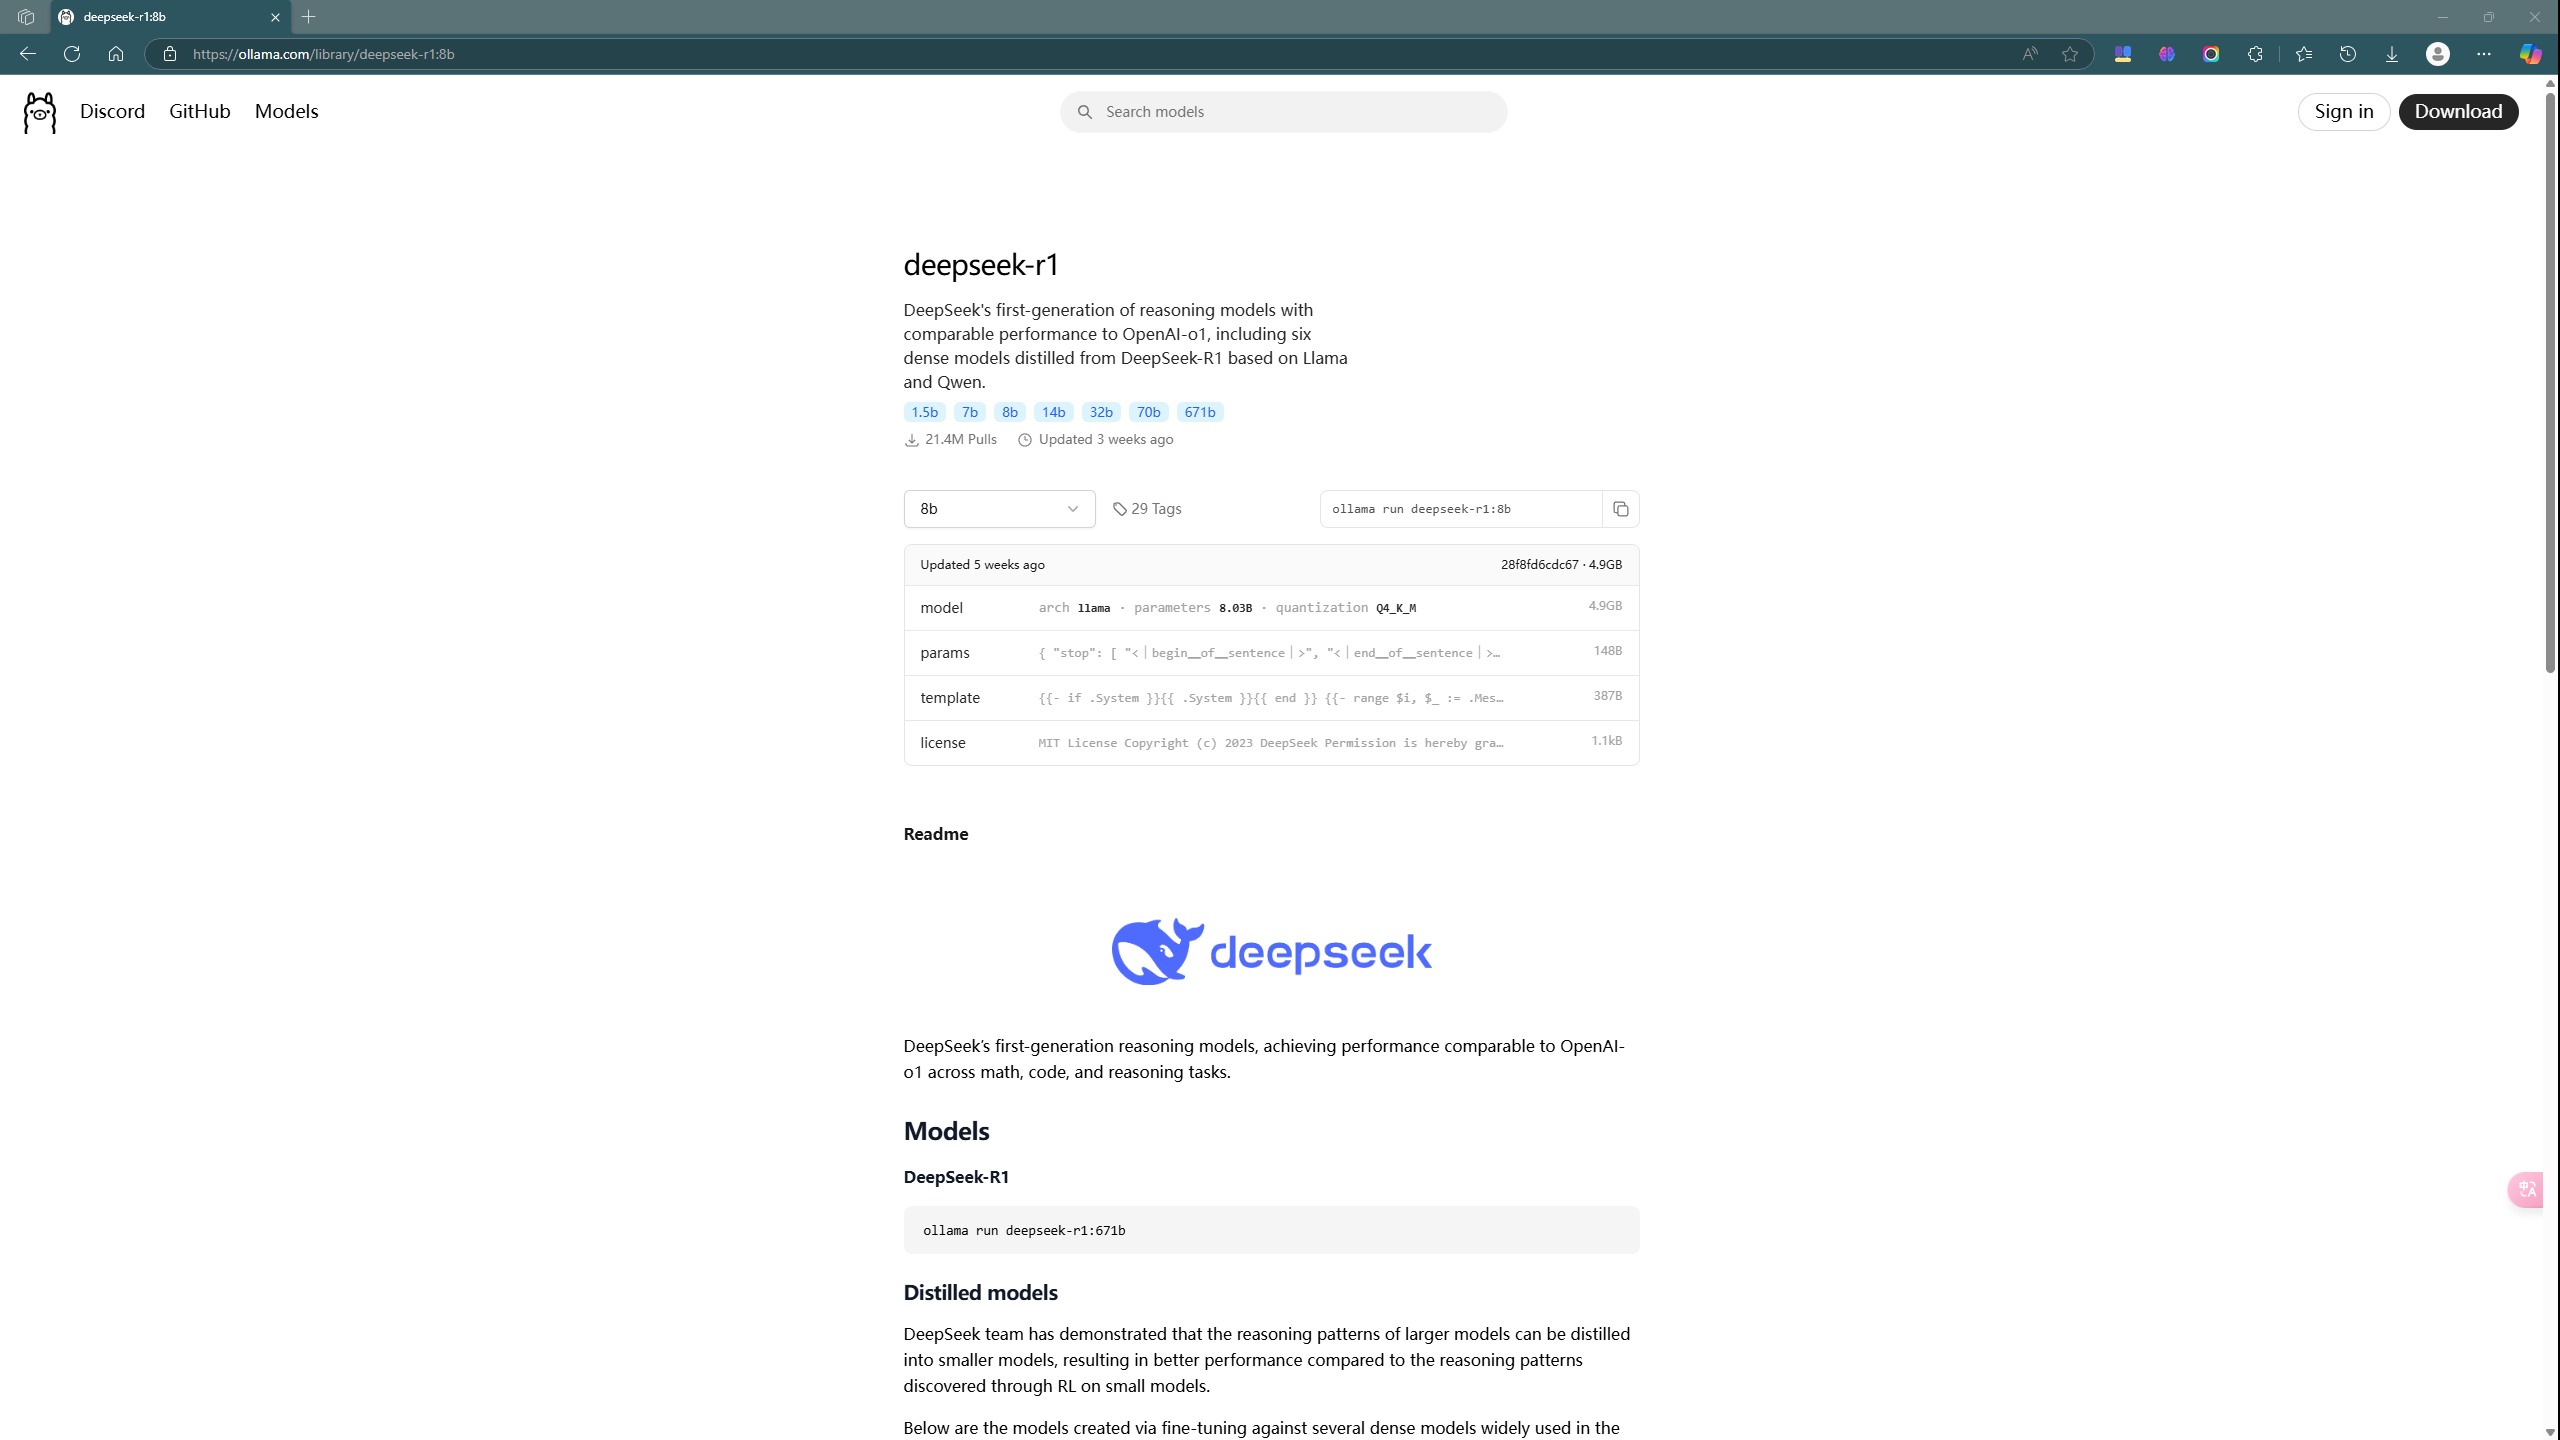 deepseek-r1:8b
https://ollama.com/library/deepseek-r1:8b
Discord GitHub Models
Search models
Sign in Download
deepseek-r1
DeepSeek's first-generation of reasoning models with
comparable performance to OpenAI-o1, including six
dense models distilled from DeepSeek-R1 based on Llama
and Qwen.
1.5b 7b 8b 14b 32b 70b 671b
21.4M Pulls Updated 3 weeks ago
8b 29 Tags ollama run deepseek-r1:8b
Updated 5 weeks ago 28f8fd6cdc67 · 4.9GB
model arch llama · parameters 8.03B · quantization Q4_K_M 4.9GB
params { "stop": [ "<｜begin▁of▁sentence｜>", "<｜end▁of▁sentence｜>… 148B
template {{- if .System }}{{ .System }}{{ end }} {{- range $i, $_ := .Mes… 387B
license MIT License Copyright (c) 2023 DeepSeek Permission is hereby gra… 1.1kB
Readme
deepseek
DeepSeek’s first-generation reasoning models, achieving performance comparable to OpenAI-
o1 across math, code, and reasoning tasks.
Models
DeepSeek-R1
ollama run deepseek-r1:671b
Distilled models
DeepSeek team has demonstrated that the reasoning patterns of larger models can be distilled
into smaller models, resulting in better performance compared to the reasoning patterns
discovered through RL on small models.
Below are the models created via fine-tuning against several dense models widely used in the
中A